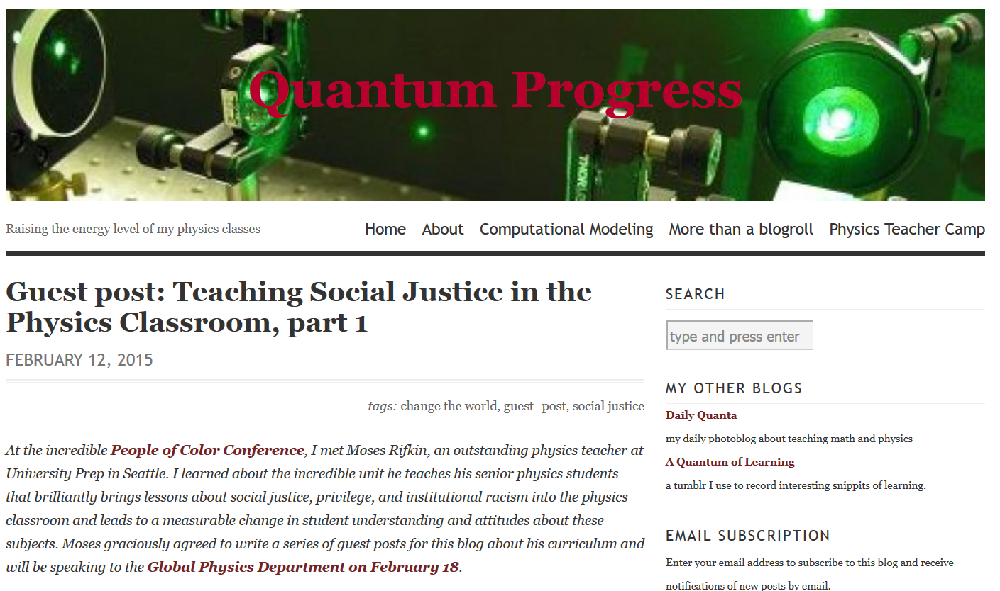 Quantum Progress
Raising the energy level of my physics classes
Home About Computational Modeling More than a blogroll Physics Teacher Camp
Guest post: Teaching Social Justice in the
Physics Classroom, part 1
FEBRUARY 12, 2015
tags: change the world, guest_post, social justice
At the incredible People of Color Conference, I met Moses Rifkin, an outstanding physics teacher at
University Prep in Seattle. I learned about the incredible unit he teaches his senior physics students
that brilliantly brings lessons about social justice, privilege, and institutional racism into the physics
classroom and leads to a measurable change in student understanding and attitudes about these
subjects. Moses graciously agreed to write a series of guest posts for this blog about his curriculum and
will be speaking to the Global Physics Department on February 18.
SEARCH
type and press enter
MY OTHER BLOGS
Daily Quanta
my daily photoblog about teaching math and physics
A Quantum of Learning
a tumblr I use to record interesting snippits of learning.
EMAIL SUBSCRIPTION
Enter your email address to subscribe to this blog and receive
notifications of new posts by email.